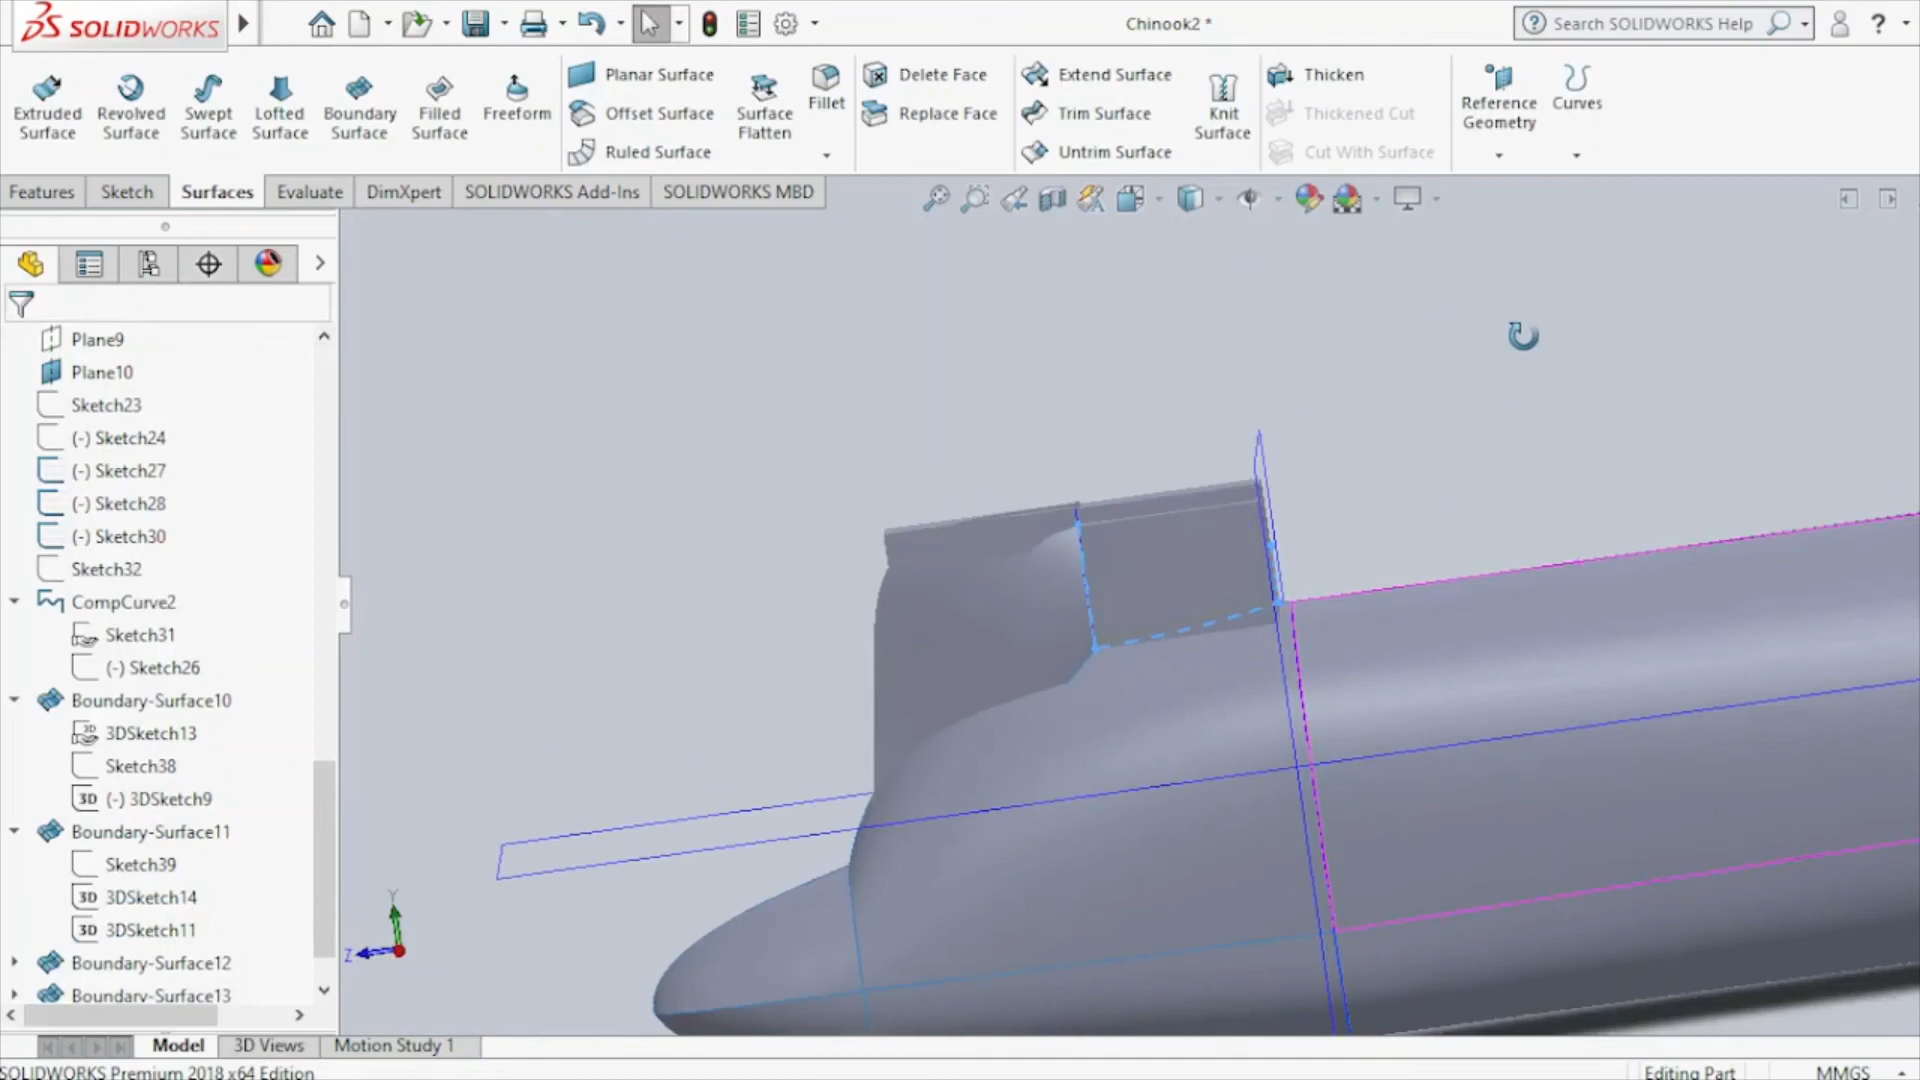 SOLIDWORKS
Chinook2 *
Search SOLIDWORKS Help
?
Extruded Surface
Revolved Surface
Swept Surface
Lofted Surface
Boundary Surface
Filled Surface
Freeform
Planar Surface
Offset Surface
Ruled Surface
Surface Flatten
Fillet
Delete Face
Replace Face
Extend Surface
Trim Surface
Untrim Surface
Knit Surface
Thicken
Thickened Cut
Cut With Surface
Reference Geometry
Curves
Features
Sketch
Surfaces
Evaluate
DimXpert
SOLIDWORKS Add-Ins
SOLIDWORKS MBD
Plane9
Plane10
Sketch23
(-) Sketch24
(-) Sketch27
(-) Sketch28
(-) Sketch30
Sketch32
CompCurve2
Sketch31
(-) Sketch26
Boundary-Surface10
3DSketch13
Sketch38
3D (-) 3DSketch9
Boundary-Surface11
Sketch39
3D 3DSketch14
3D 3DSketch11
Boundary-Surface12
Boundary-Surface13
Y
Z
Model
3D Views
Motion Study 1
SOLIDWORKS Premium 2018 x64 Edition
Editing Part
MMGS